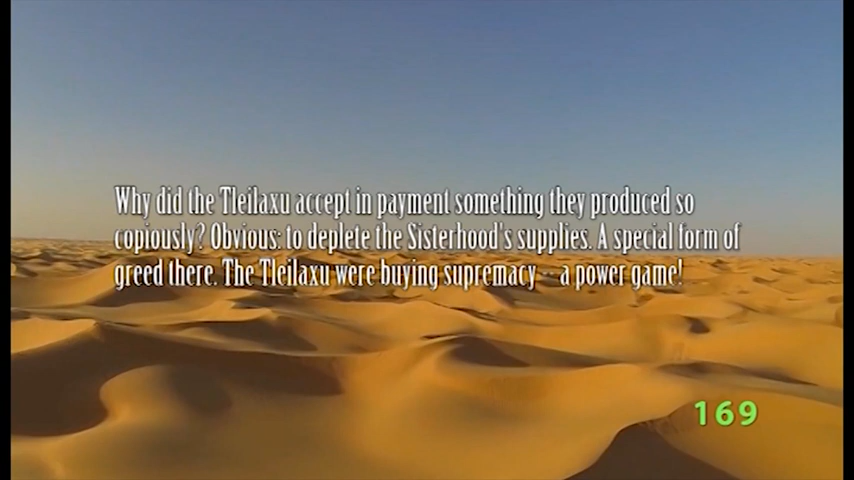 Why did the Tleilaxu accept in payment something they produced so
copiously? Obvious: to deplete the Sisterhood's supplies. A special form of
greed there. The Tleilaxu were buying supremacy -- a power game!
169